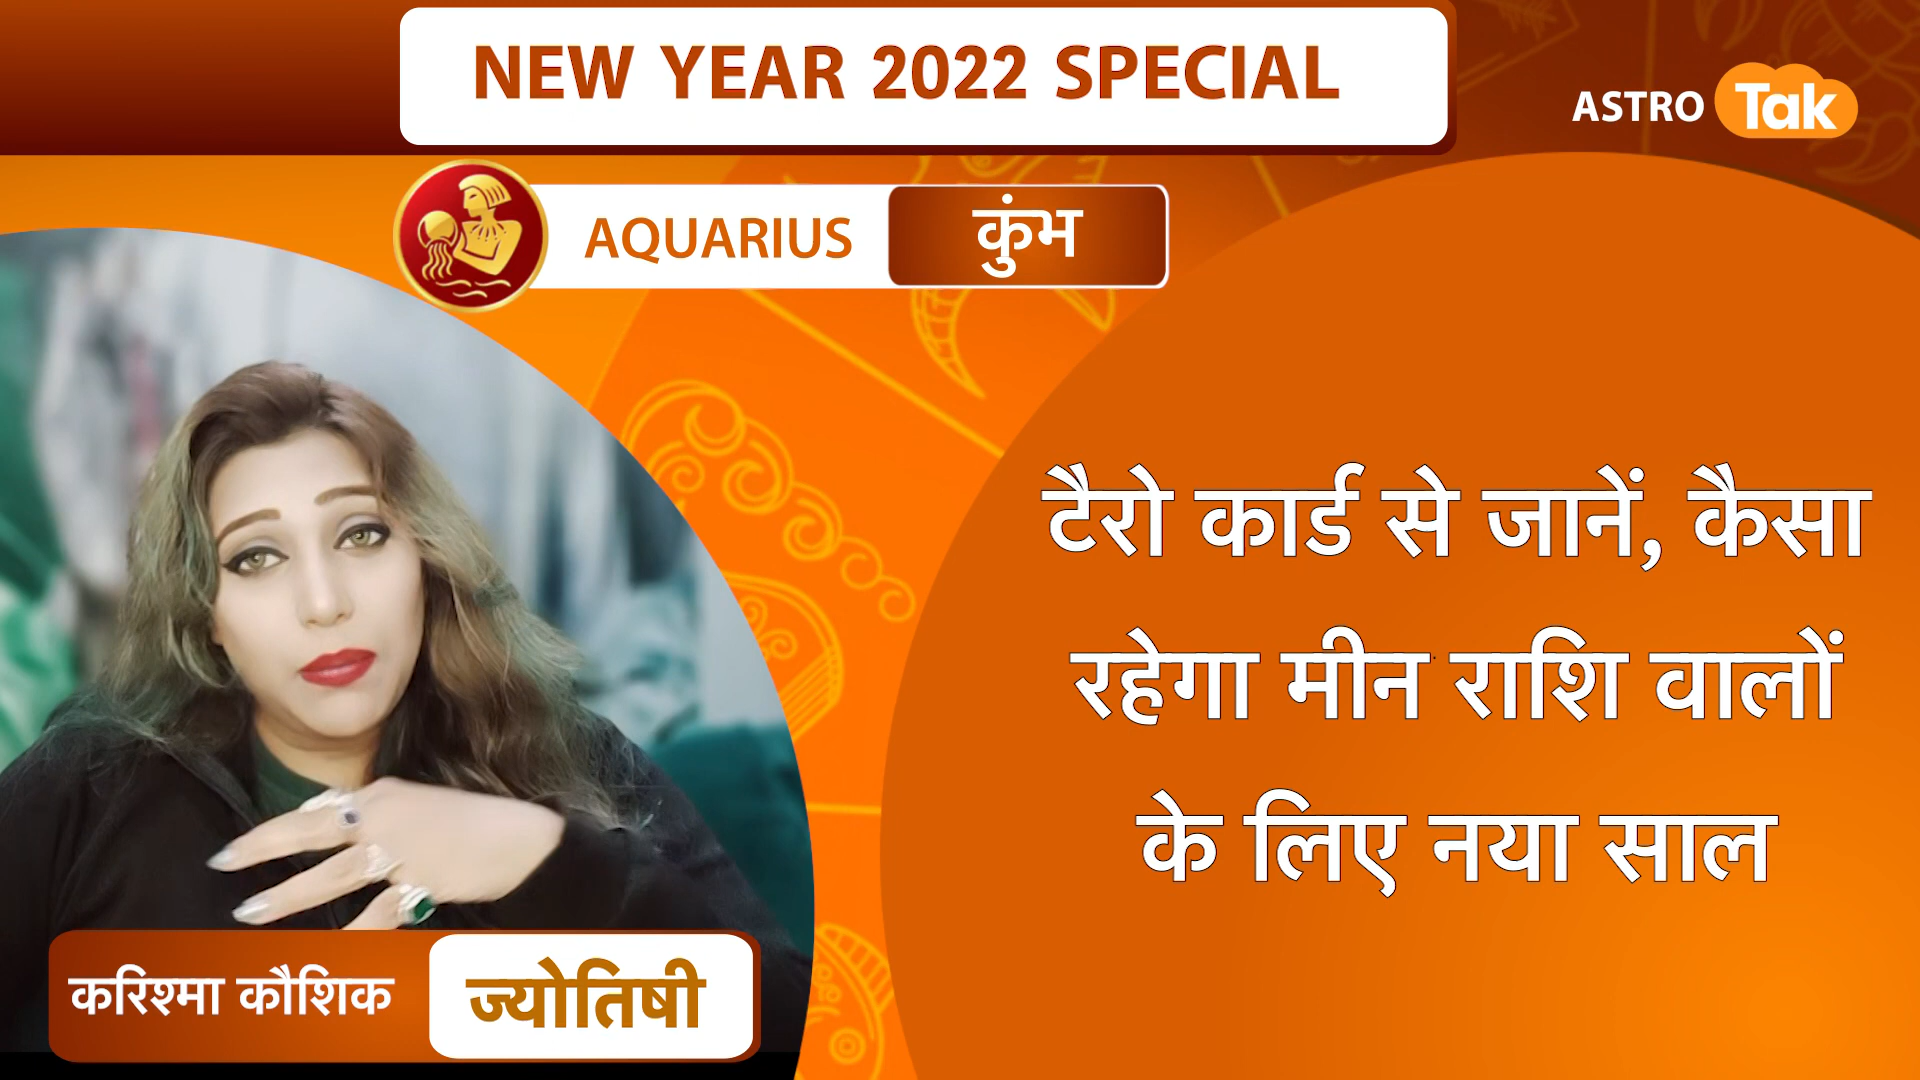 NEW YEAR 2022 SPECIAL
ASTRO Tak
AQUARIUS कुंभ
टैरो कार्ड से जानें, कैसा
रहेगा मीन राशि वालों
के लिए नया साल
करिश्मा कौशिक ज्योतिषी